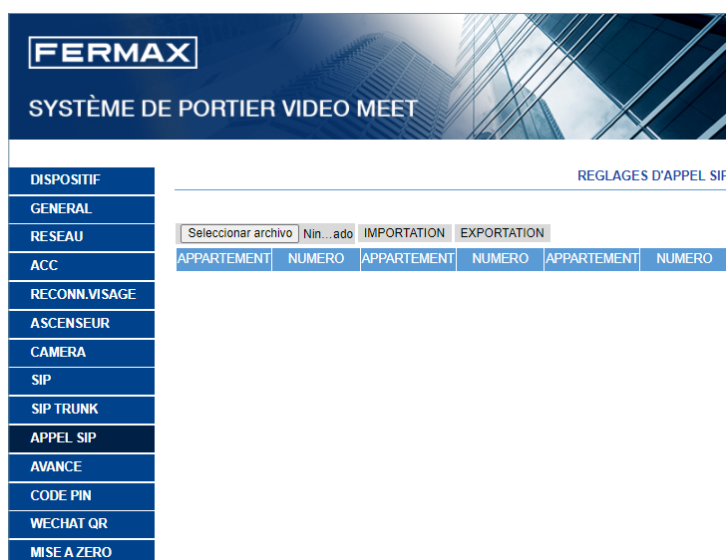 FERMAX
SYSTÈME DE PORTIER VIDEO MEET
REGLAGES D'APPEL SIP
DISPOSITIF
GENERAL
RESEAU
ACC
RECONN.VISAGE
ASCENSEUR
CAMERA
SIP
SIP TRUNK
APPEL SIP
AVANCE
CODE PIN
WECHAT QR
MISE A ZERO
Seleccionar archivo Nin...ado IMPORTATION EXPORTATION
APPARTEMENT NUMERO APPARTEMENT NUMERO APPARTEMENT NUMERO